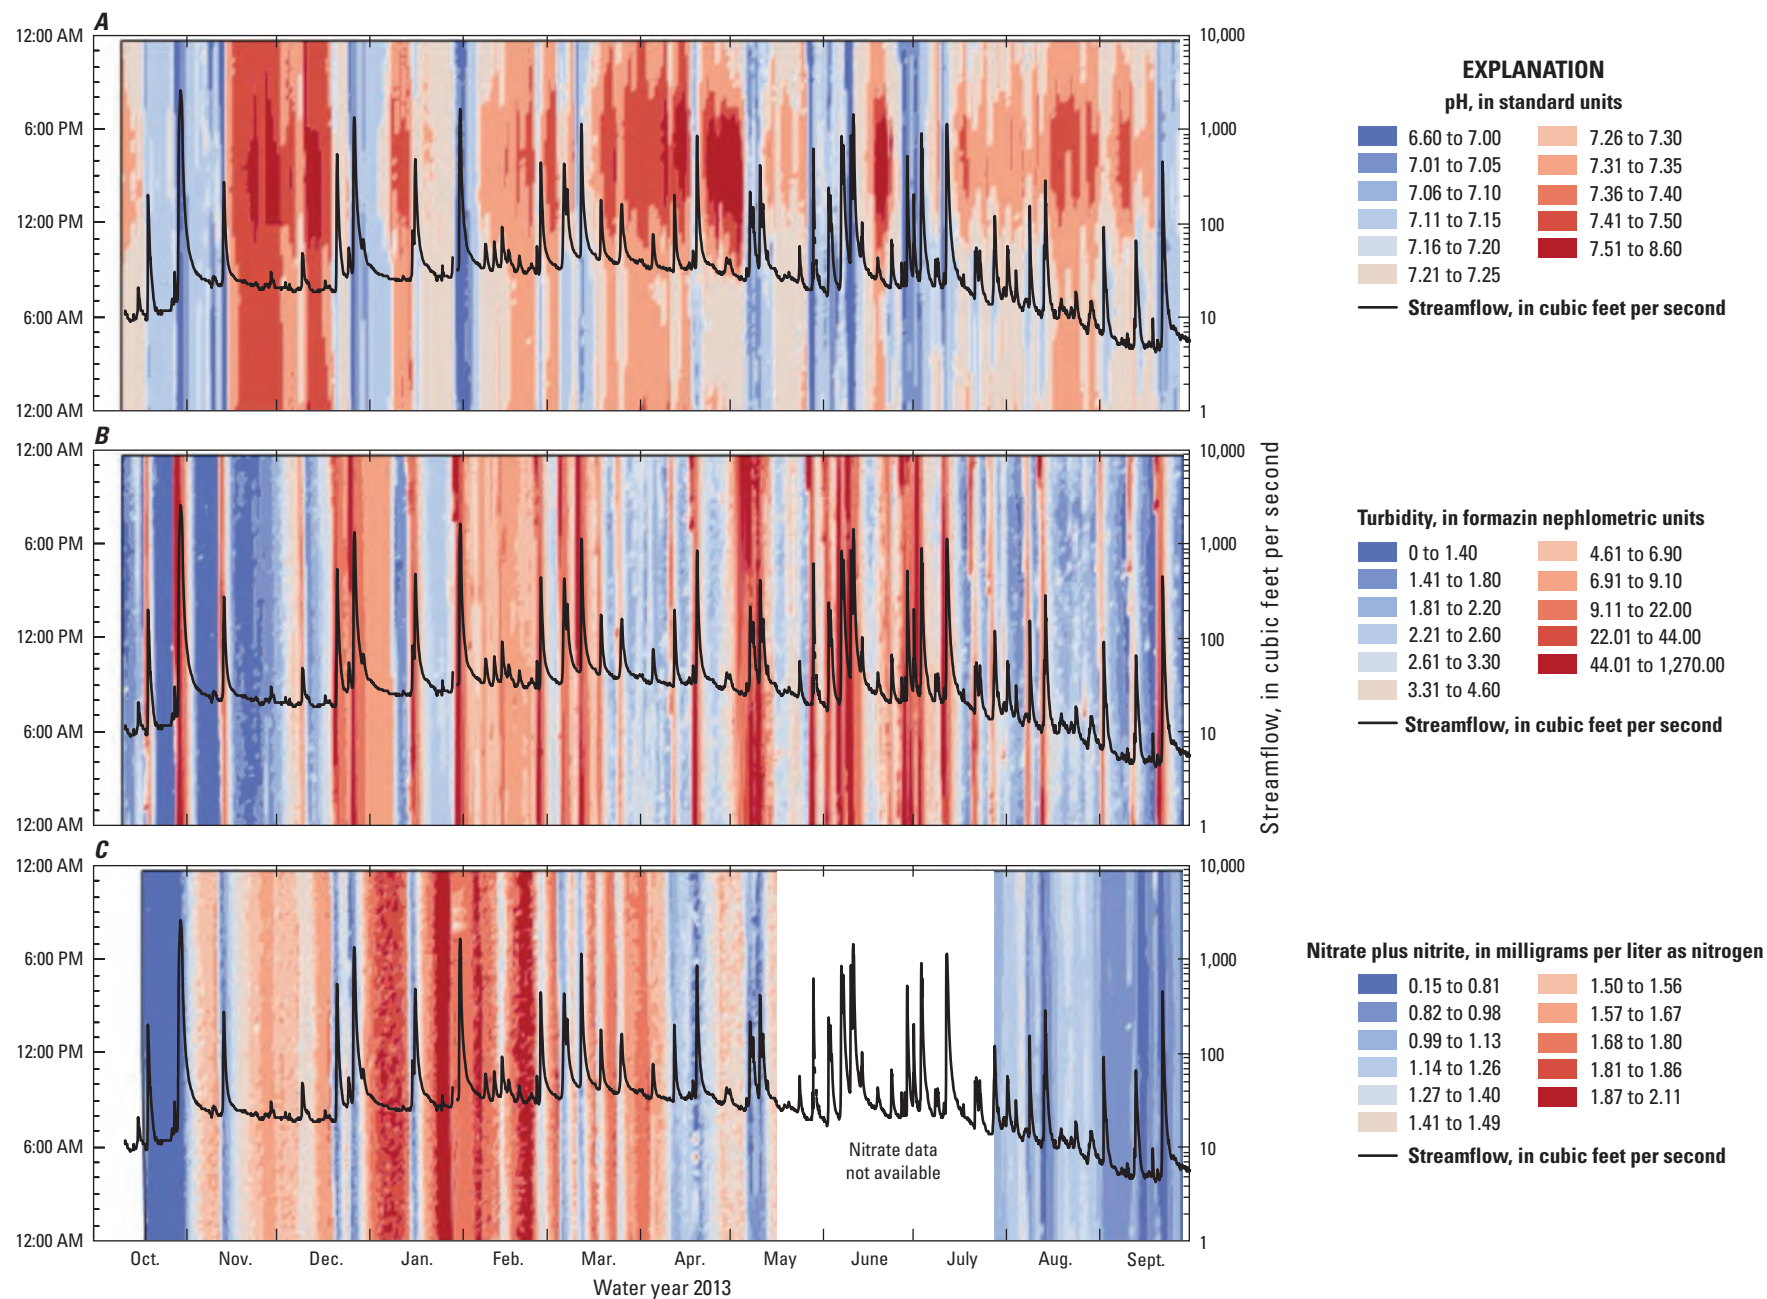 A
12:00 AM
6:00 PM
12:00 PM
6:00 AM
12:00 AM
10,000
1,000
100
10
1
EXPLANATION
pH, in standard units
6.60 to 7.00
7.01 to 7.05
7.06 to 7.10
7.11 to 7.15
7.16 to 7.20
7.21 to 7.25
7.26 to 7.30
7.31 to 7.35
7.36 to 7.40
7.41 to 7.50
7.51 to 8.60
Streamflow, in cubic feet per second
B
12:00 AM
6:00 PM
12:00 PM
6:00 AM
12:00 AM
10,000
1,000
100
10
1
Streamflow, in cubic feet per second
Turbidity, in formazin nephlometric units
0 to 1.40
1.41 to 1.80
1.81 to 2.20
2.21 to 2.60
2.61 to 3.30
3.31 to 4.60
4.61 to 6.90
6.91 to 9.10
9.11 to 22.00
22.01 to 44.00
44.01 to 1,270.00
Streamflow, in cubic feet per second
C
12:00 AM
6:00 PM
12:00 PM
6:00 AM
12:00 AM
10,000
1,000
100
10
1
Nitrate data
not available
Nitrate plus nitrite, in milligrams per liter as nitrogen
0.15 to 0.81
0.82 to 0.98
0.99 to 1.13
1.14 to 1.26
1.27 to 1.40
1.41 to 1.49
1.50 to 1.56
1.57 to 1.67
1.68 to 1.80
1.81 to 1.86
1.87 to 2.11
Streamflow, in cubic feet per second
Oct. Nov. Dec. Jan. Feb. Mar. Apr. May June July Aug. Sept.
Water year 2013